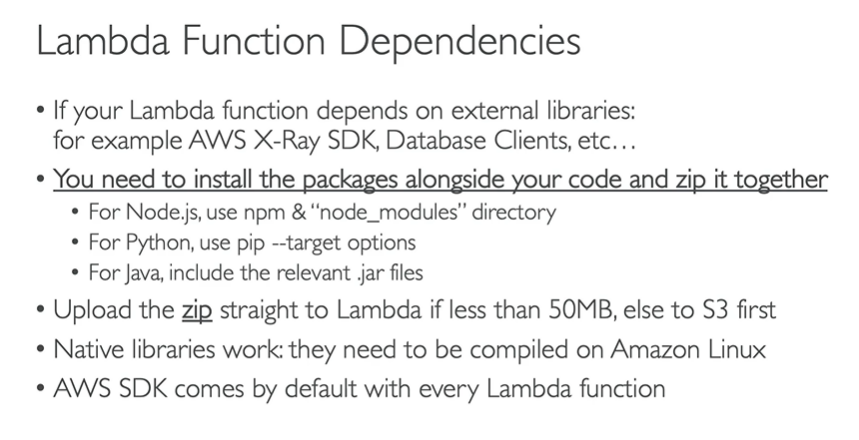 Lambda Function Dependencies
• If your Lambda function depends on external libraries:
for example AWS X-Ray SDK, Database Clients, etc…
• You need to install the packages alongside your code and zip it together
• For Node.js, use npm & “node_modules” directory
• For Python, use pip --target options
• For Java, include the relevant .jar files
• Upload the zip straight to Lambda if less than 50MB, else to S3 first
• Native libraries work: they need to be compiled on Amazon Linux
• AWS SDK comes by default with every Lambda function